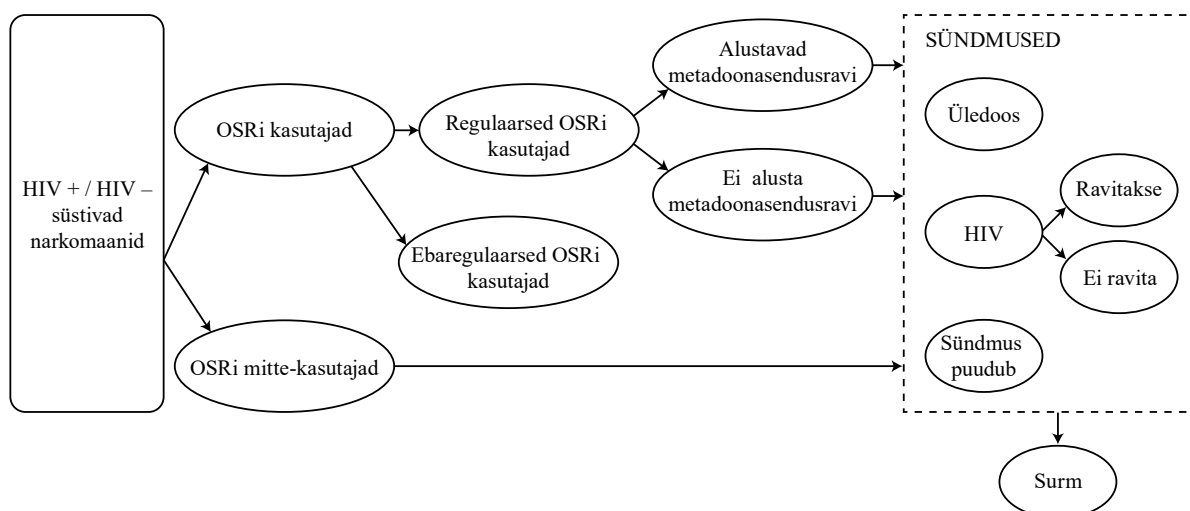 HIV + / HIV –
süstivad
narkomaanid
OSRi kasutajad
OSRi mitte-kasutajad
Regulaarsed OSRi
kasutajad
Ebaregulaarsed OSRi
kasutajad
Alustavad
metadoonasendusravi
Ei alusta
metadoonasendusravi
SÜNDMUSED
Üledoos
HIV
Ravitakse
Ei ravita
Sündmus
puudub
Surm